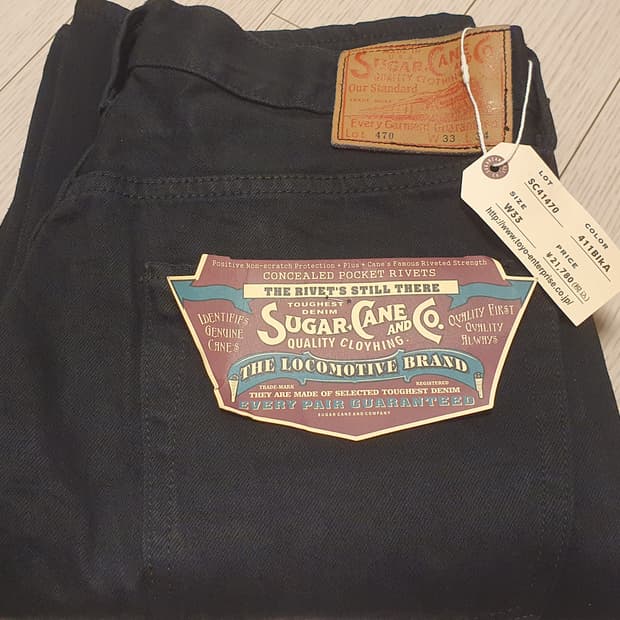 SUGAR CANE & CO.
QUALITY CLOTHING
Our Standard
Every Garment Guaranteed
Lot 470 W 33 L 34
LOT
SC41470
COLOR
411BlkA
SIZE
W33
PRICE
¥21,780(税込)
http://www.toyo-enterprise.co.jp/
Positive Non-scratch Protection • Plus • Cane's Famous Riveted Strength
CONCEALED POCKET RIVETS
THE RIVET'S STILL THERE
TOUGHEST
DENIM
IDENTIFIES
GENUINE
CANE'S
SUGAR CANE AND CO.
QUALITY CLOYHING.
QUALITY FIRST
QUALITY
ALWAYS
THE LOCOMOTIVE BRAND
TRADE-MARK REGISTERED
THEY ARE MADE OF SELECTED TOUGHEST DENIM
EVERY PAIR GUARANTEED
SUGAR CANE AND COMPANY